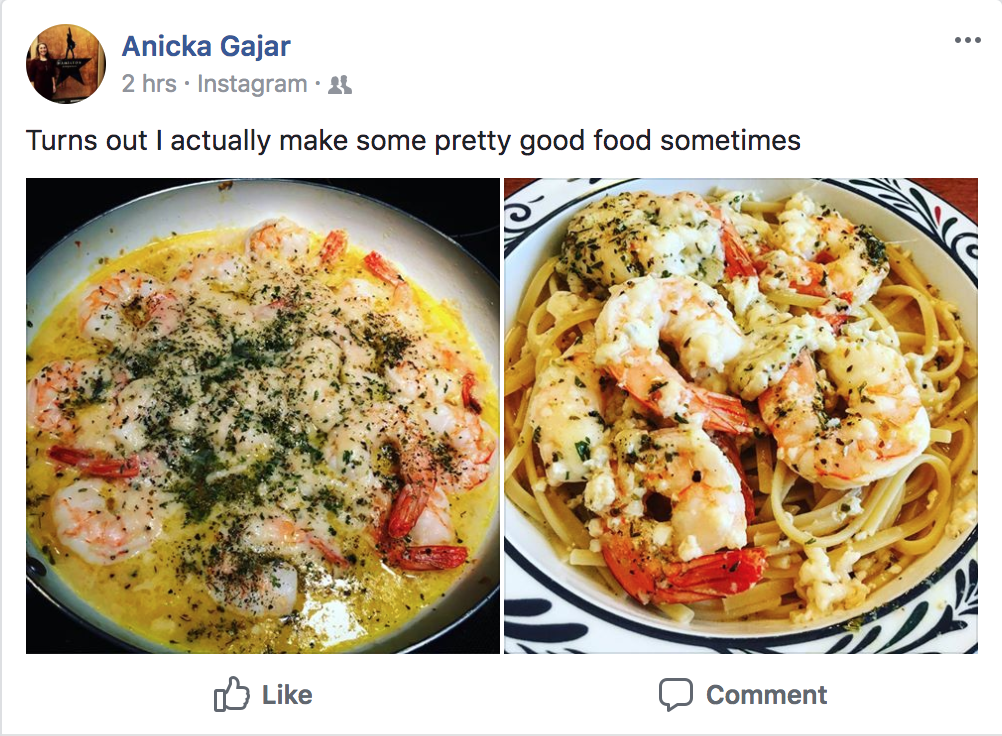 Anicka Gajar
2 hrs · Instagram ·
Turns out I actually make some pretty good food sometimes
Like
Comment